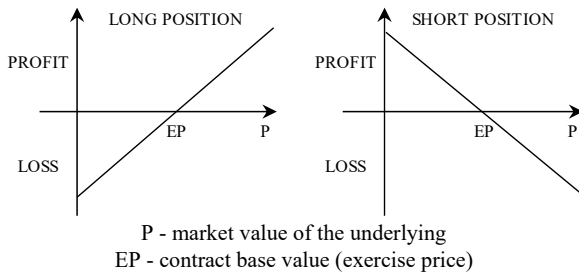 LONG POSITION
PROFIT
EP
P
LOSS
SHORT POSITION
PROFIT
EP
P
LOSS
P - market value of the underlying
EP - contract base value (exercise price)